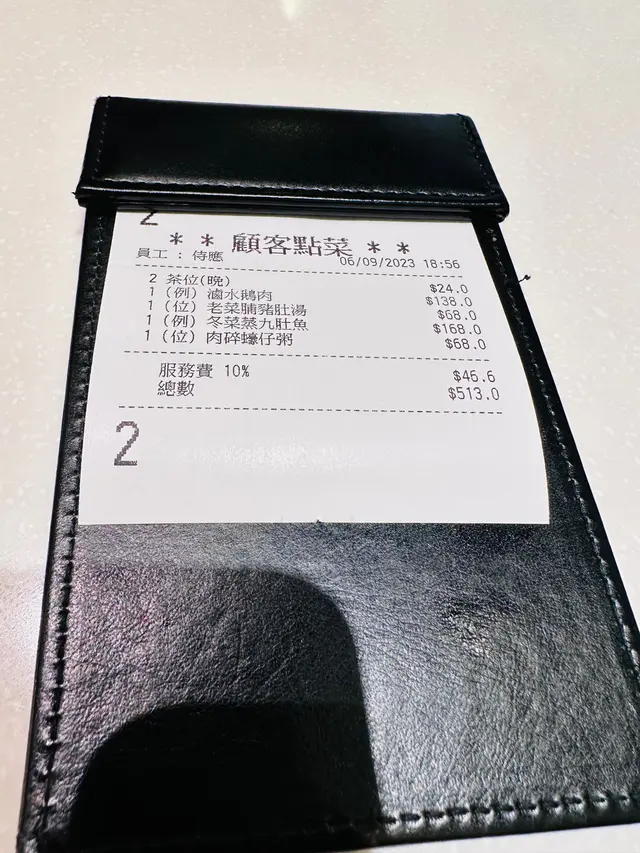 2
* * 顧客點菜 * *
員工 : 侍應 06/09/2023 18:56
2 茶位(晚) $24.0
1 (例) 滷水鵝肉 $138.0
1 (位) 老菜脯豬肚湯 $68.0
1 (例) 冬菜蒸九肚魚 $168.0
1 (位) 肉碎蠔仔粥 $68.0
服務費 10% $46.6
總數 $513.0
2